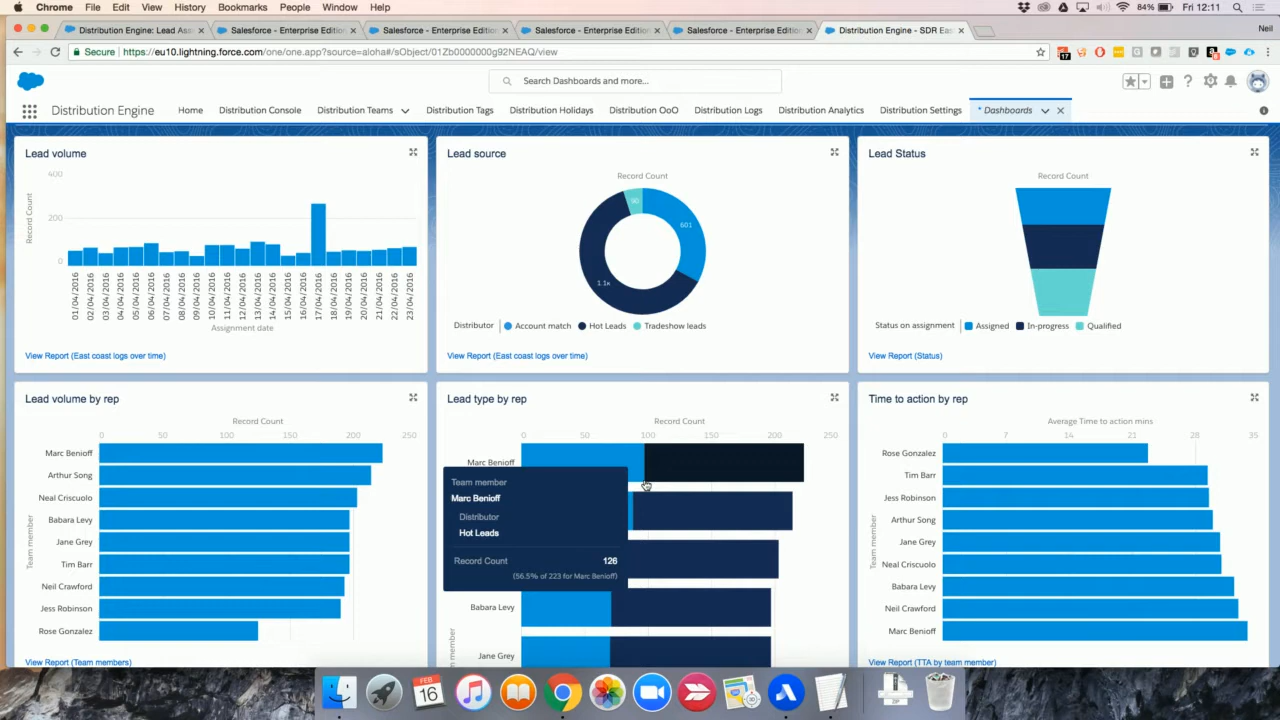 Chrome File Edit View History Bookmarks People Window Help
84% Fri 12:11
Distribution Engine: Lead Ass
Salesforce - Enterprise Edition
Salesforce - Enterprise Edition
Salesforce - Enterprise Edition
Salesforce - Enterprise Edition
Distribution Engine - SDR Eas
Neil
Secure https://eu10.lightning.force.com/one/one.app?source=aloha#/sObject/01Zb0000000g92NEAQ/view
17
Search Dashboards and more...
Distribution Engine
Home Distribution Console Distribution Teams Distribution Tags Distribution Holidays Distribution OoO Distribution Logs Distribution Analytics Distribution Settings * Dashboards
Lead volume
400
200
0
Record Count
01/04/2016 02/04/2016 03/04/2016 04/04/2016 05/04/2016 06/04/2016 07/04/2016 08/04/2016 09/04/2016 10/04/2016 11/04/2016 12/04/2016 13/04/2016 14/04/2016 15/04/2016 16/04/2016 17/04/2016 18/04/2016 19/04/2016 20/04/2016 21/04/2016 22/04/2016 23/04/2016
Assignment date
View Report (East coast logs over time)
Lead source
Record Count
90
601
1.1k
Distributor Account match Hot Leads Tradeshow leads
View Report (East coast logs over time)
Lead Status
Record Count
Status on assignment Assigned In-progress Qualified
View Report (Status)
Lead volume by rep
Record Count
0 50 100 150 200 250
Team member
Marc Benioff
Arthur Song
Neal Criscuolo
Babara Levy
Jane Grey
Tim Barr
Neil Crawford
Jess Robinson
Rose Gonzalez
View Report (Team members)
Lead type by rep
Record Count
0 50 100 150 200 250
Marc Benioff
Team member
Marc Benioff
Distributor
Hot Leads
Record Count 126
(56.5% of 223 for Marc Benioff)
Babara Levy
Jane Grey
Team member
Time to action by rep
Average Time to action mins
0 7 14 21 28 35
Team member
Rose Gonzalez
Tim Barr
Jess Robinson
Arthur Song
Jane Grey
Neal Criscuolo
Babara Levy
Neil Crawford
Marc Benioff
View Report (TTA by team member)
FEB
16
ZIP